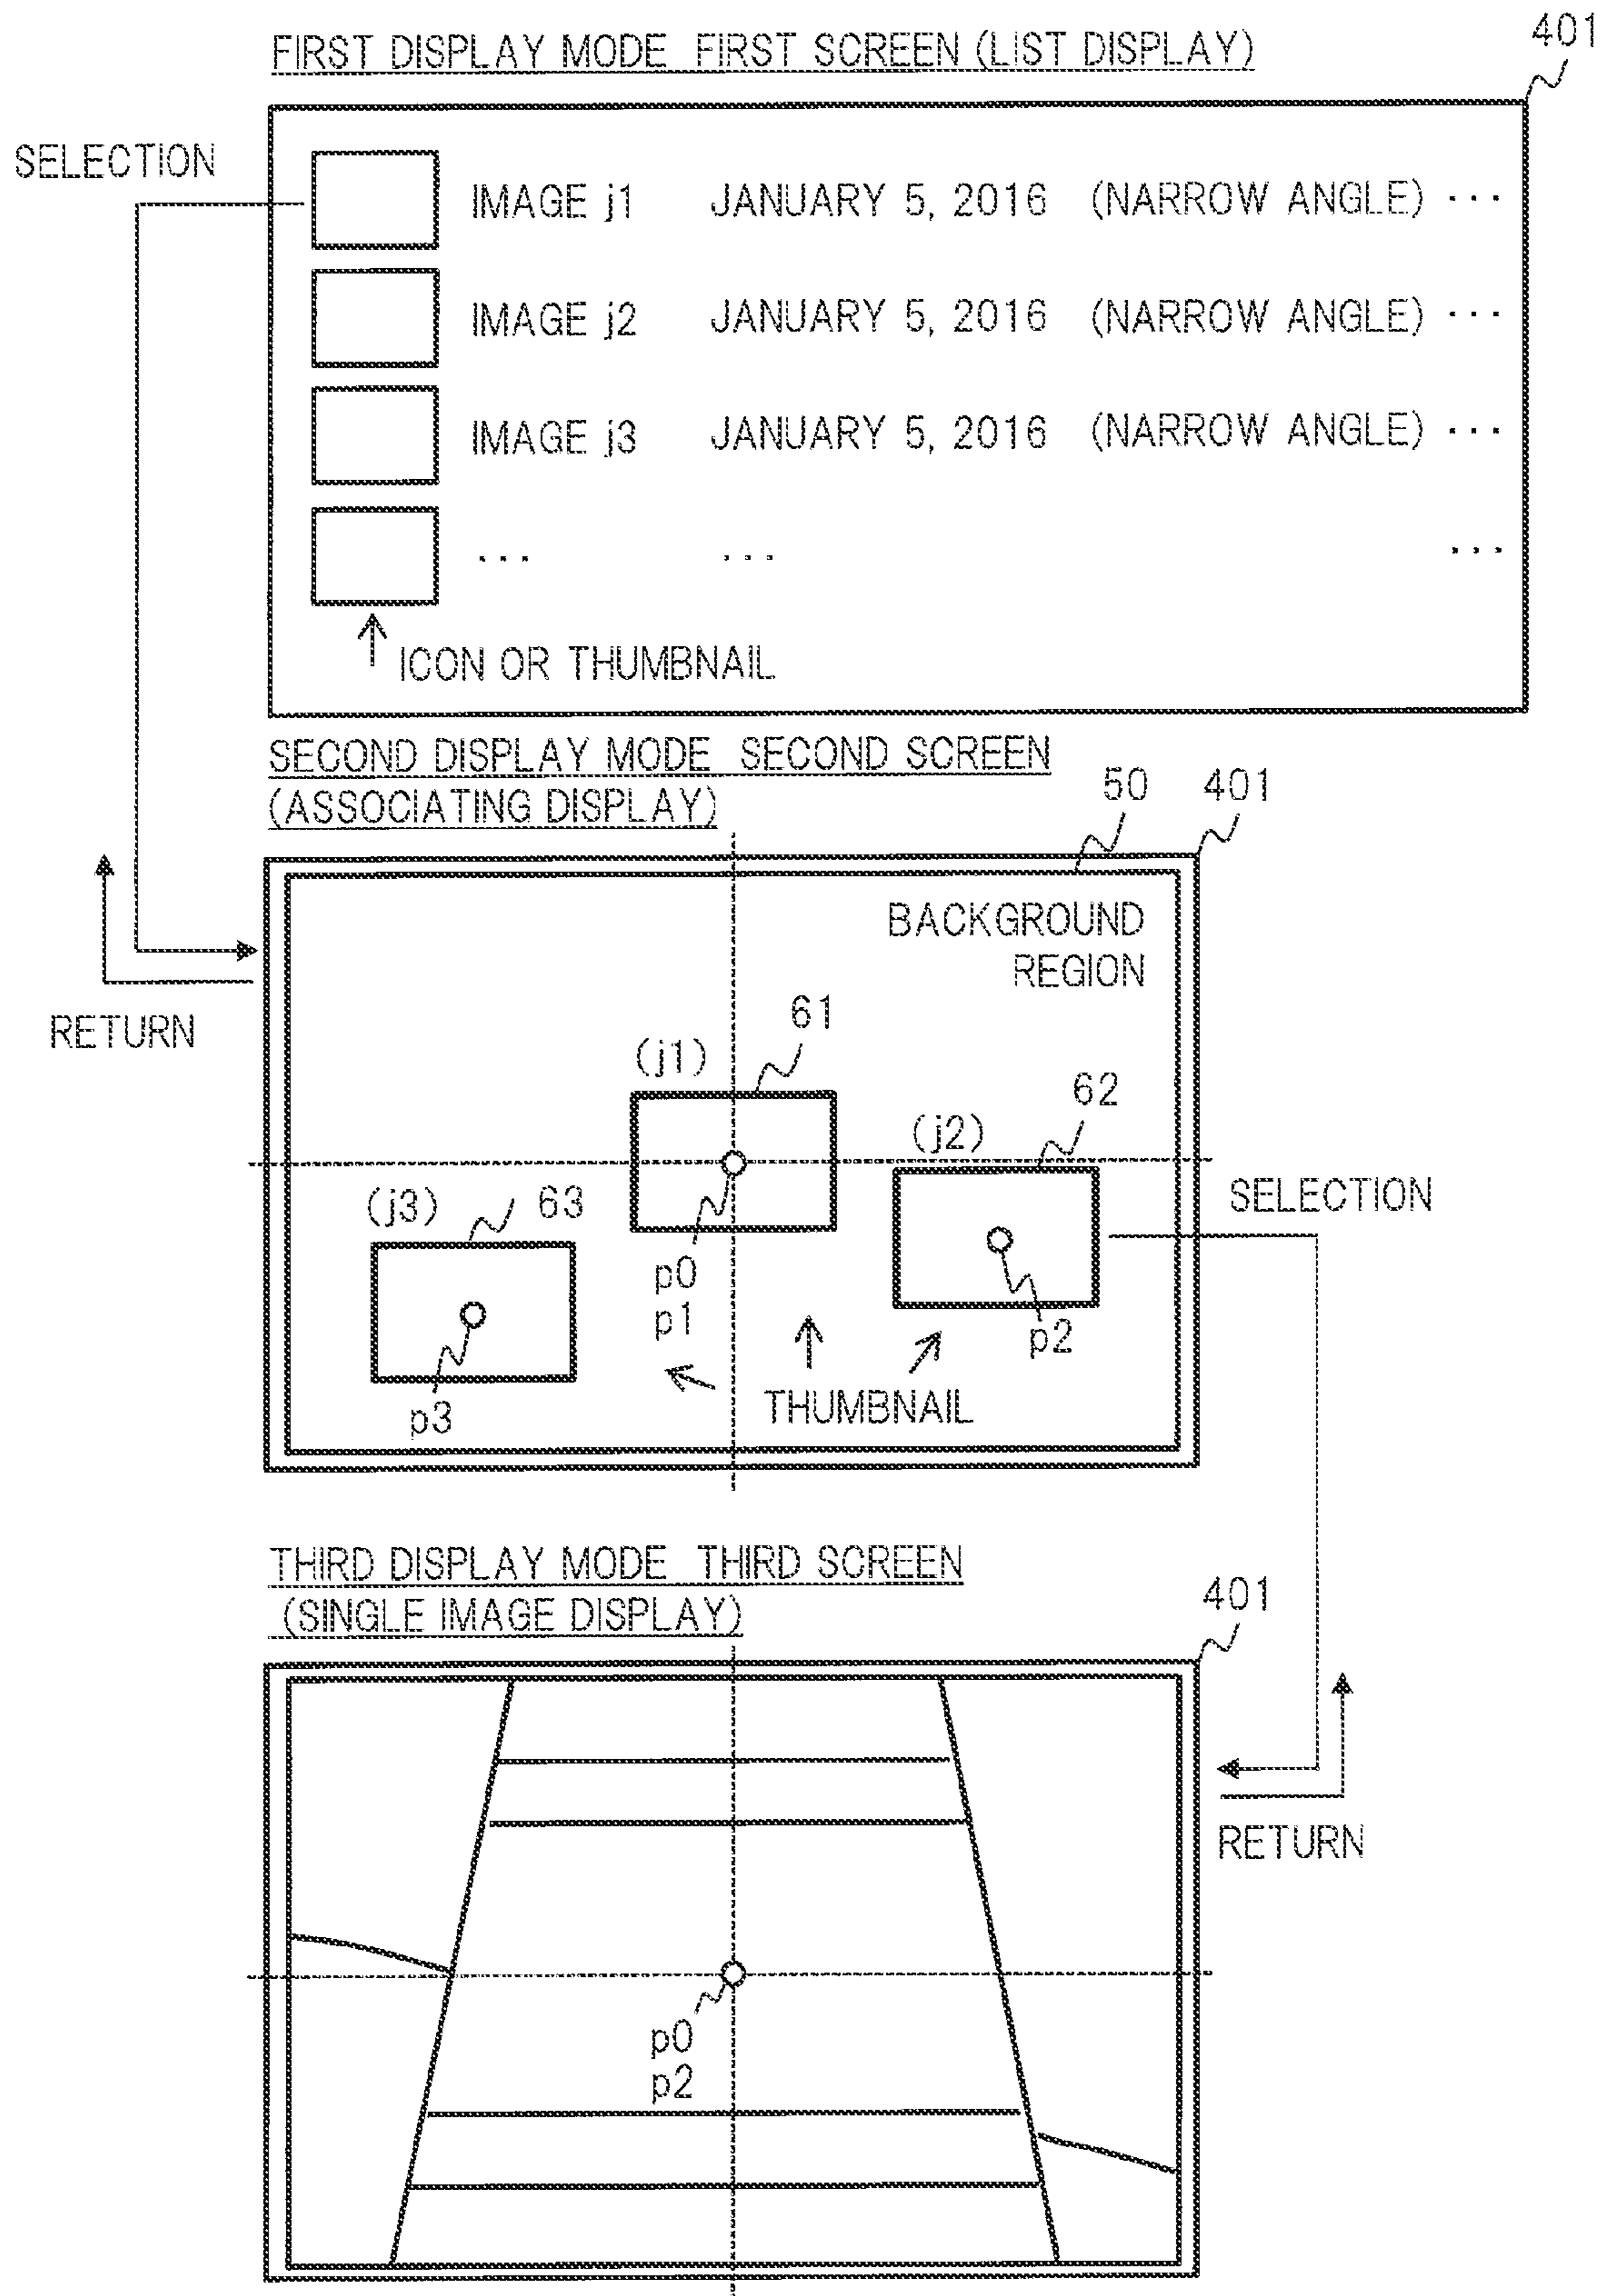 401
FIRST DISPLAY MODE FIRST SCREEN (LIST DISPLAY)
SELECTION
IMAGE j1 JANUARY 5, 2016 (NARROW ANGLE) ···
IMAGE j2 JANUARY 5, 2016 (NARROW ANGLE) ···
IMAGE j3 JANUARY 5, 2016 (NARROW ANGLE) ···
··· ··· ···
ICON OR THUMBNAIL
SECOND DISPLAY MODE SECOND SCREEN
(ASSOCIATING DISPLAY)
50 401
BACKGROUND
REGION
RETURN
61
(j1)
62
(j2)
(j3) 63
SELECTION
p0
p1
p2
THUMBNAIL
p3
THIRD DISPLAY MODE THIRD SCREEN
(SINGLE IMAGE DISPLAY)
401
RETURN
p0
p2